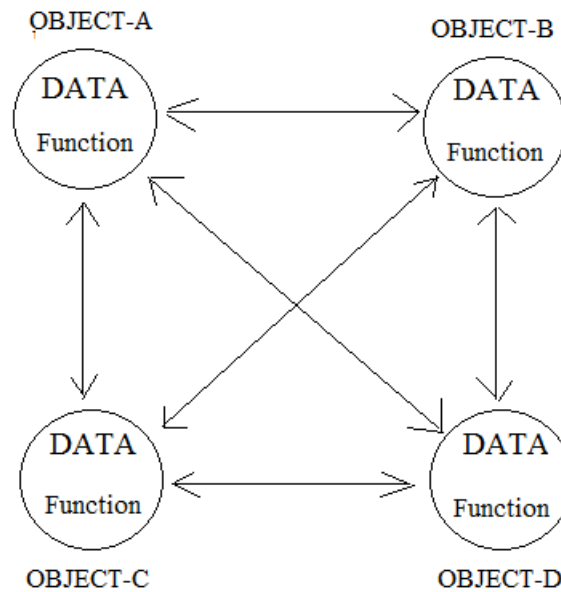 OBJECT-A
OBJECT-B
DATA
Function
DATA
Function
DATA
Function
DATA
Function
OBJECT-C
OBJECT-D